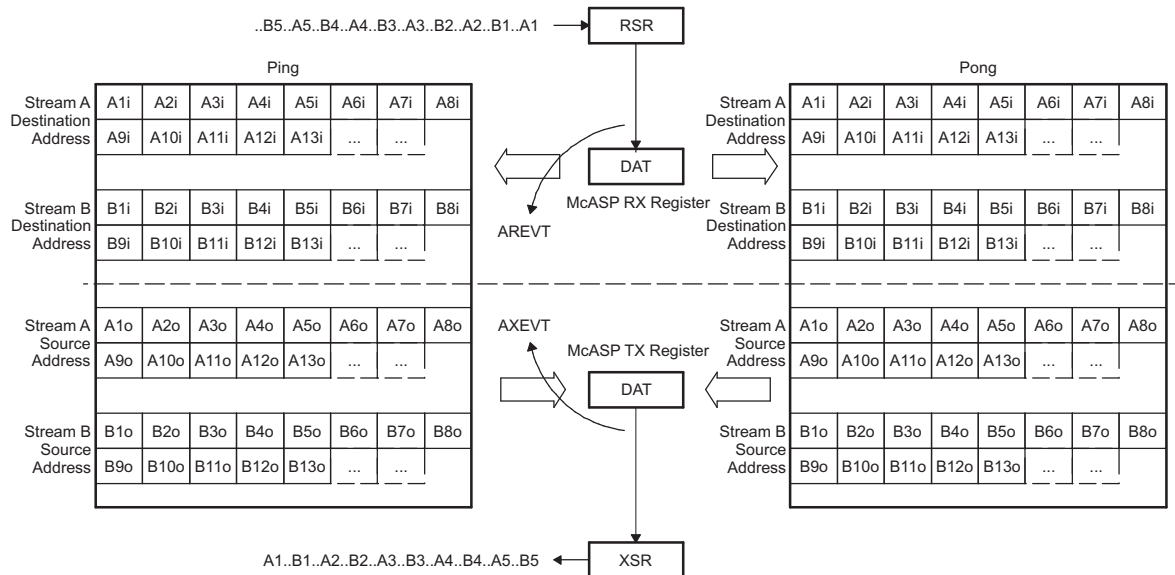 ..B5..A5..B4..A4..B3..A3..B2..A2..B1..A1
RSR
Ping
Pong
Stream A
Destination
Address
A1i A2i A3i A4i A5i A6i A7i A8i
A9i A10i A11i A12i A13i ... ...
Stream B
Destination
Address
B1i B2i B3i B4i B5i B6i B7i B8i
B9i B10i B11i B12i B13i ... ...
DAT
McASP RX Register
AREVT
Stream A
Destination
Address
A1i A2i A3i A4i A5i A6i A7i A8i
A9i A10i A11i A12i A13i ... ...
Stream B
Destination
Address
B1i B2i B3i B4i B5i B6i B7i B8i
B9i B10i B11i B12i B13i ... ...
Stream A
Source
Address
A1o A2o A3o A4o A5o A6o A7o A8o
A9o A10o A11o A12o A13o ... ...
Stream B
Source
Address
B1o B2o B3o B4o B5o B6o B7o B8o
B9o B10o B11o B12o B13o ... ...
AXEVT
McASP TX Register
DAT
Stream A
Source
Address
A1o A2o A3o A4o A5o A6o A7o A8o
A9o A10o A11o A12o A13o ... ...
Stream B
Source
Address
B1o B2o B3o B4o B5o B6o B7o B8o
B9o B10o B11o B12o B13o ... ...
A1..B1..A2..B2..A3..B3..A4..B4..A5..B5
XSR